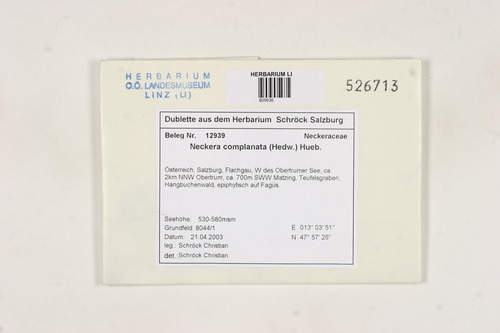 HERBARIUM
O.Ö. LANDESMUSEUM
LINZ (LI)
HERBARIUM LI
526713
Dublette aus dem Herbarium Schröck Salzburg
Beleg Nr. 12939 Neckeraceae
Neckera complanata (Hedw.) Hueb.
Österreich, Salzburg, Flachgau, W des Obertrumer See, ca.
2km NNW Obertrum, ca. 700m SWW Matzing, Teufelsgraben,
Hangbuchenwald, epiphytisch auf Fagus.
Seehöhe: 530-560msm
Grundfeld: 8044/1 E 013° 03' 51"
Datum: 21.04.2003 N 47° 57' 25"
leg.: Schröck Christian
det.: Schröck Christian